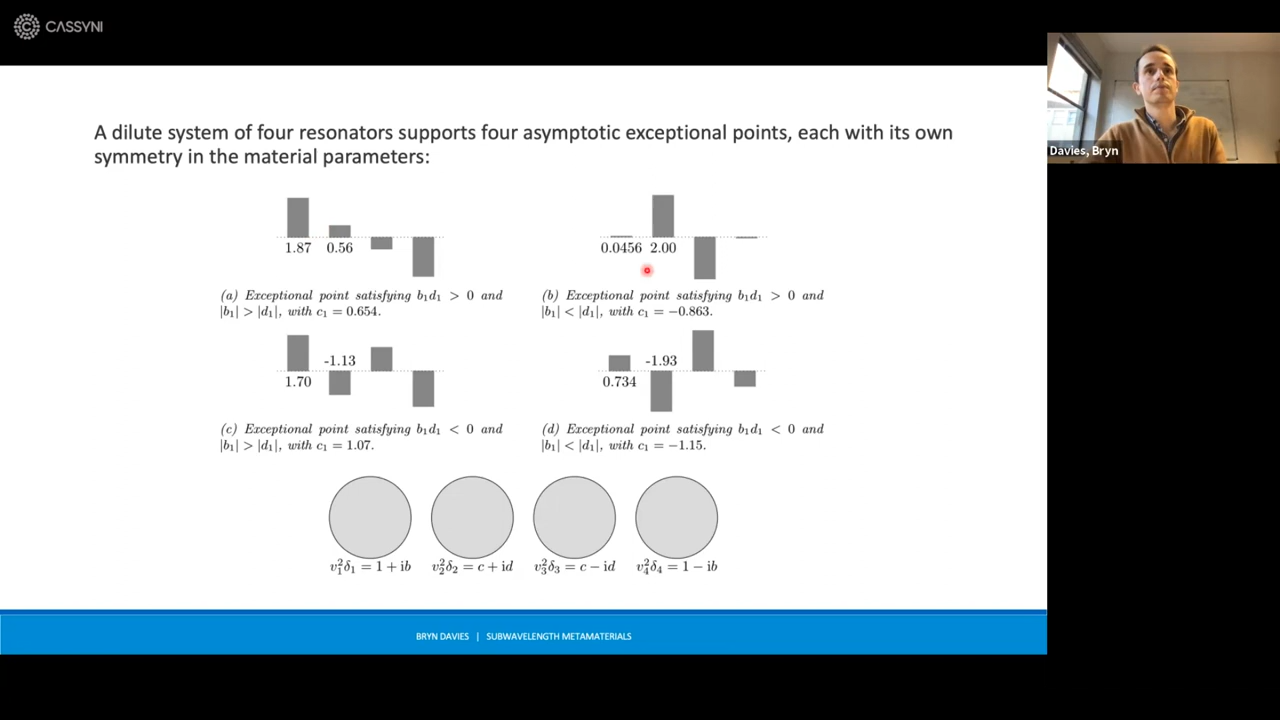 CASSYNI
Davies, Bryn
A dilute system of four resonators supports four asymptotic exceptional points, each with its own
symmetry in the material parameters:
1.87 0.56
0.0456 2.00
(a) Exceptional point satisfying b₁d₁ > 0 and
|b₁| > |d₁|, with c₁ = 0.654.
(b) Exceptional point satisfying b₁d₁ > 0 and
|b₁| < |d₁|, with c₁ = −0.863.
-1.13
1.70
-1.93
0.734
(c) Exceptional point satisfying b₁d₁ < 0 and
|b₁| > |d₁|, with c₁ = 1.07.
(d) Exceptional point satisfying b₁d₁ < 0 and
|b₁| < |d₁|, with c₁ = −1.15.
v₁²δ₁ = 1 + ib v₂²δ₂ = c + id v₃²δ₃ = c − id v₄²δ₄ = 1 − ib
BRYN DAVIES | SUBWAVELENGTH METAMATERIALS